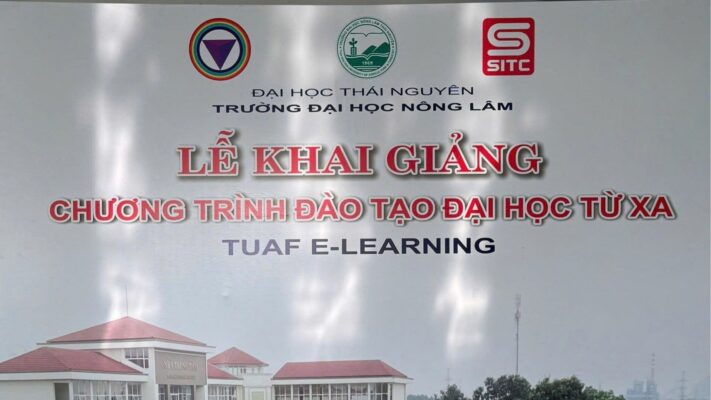 SITC
ĐẠI HỌC THÁI NGUYÊN
TRƯỜNG ĐẠI HỌC NÔNG LÂM
LỄ KHAI GIẢNG
CHƯƠNG TRÌNH ĐÀO TẠO ĐẠI HỌC TỪ XA
TUAF E-LEARNING